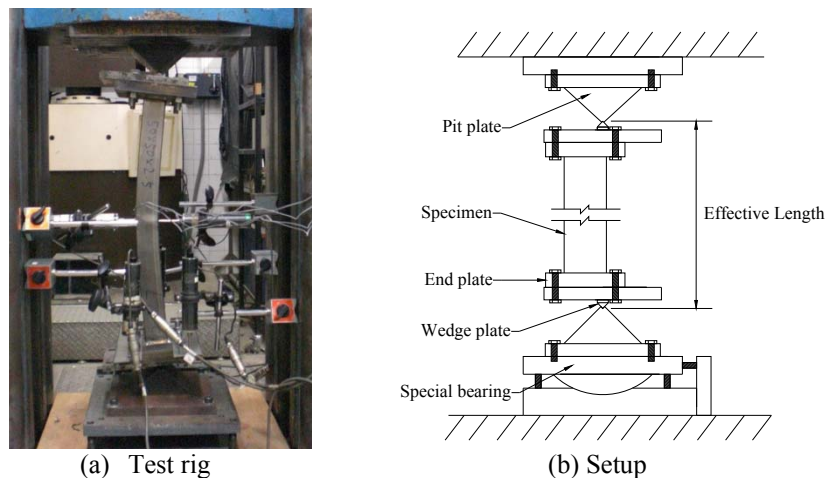 Pit plate
Specimen
Effective Length
End plate
Wedge plate
Special bearing
(a) Test rig
(b) Setup